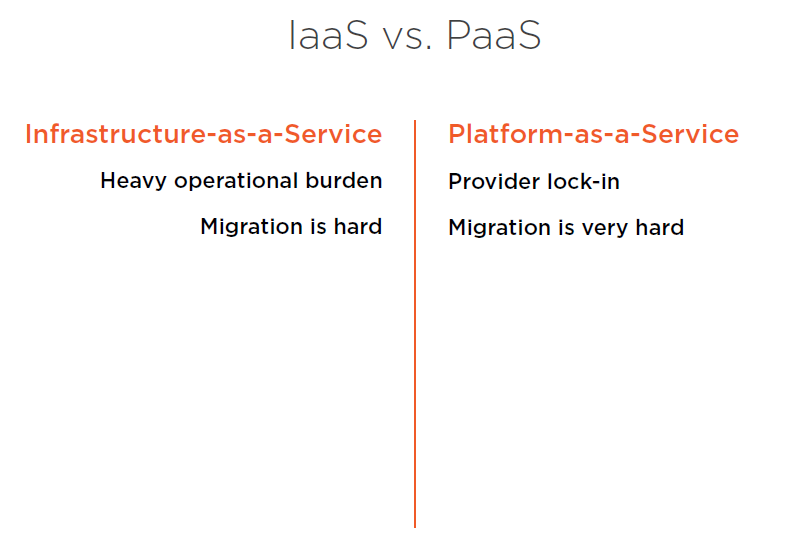 IaaS vs. PaaS
Infrastructure-as-a-Service
Heavy operational burden
Migration is hard
Platform-as-a-Service
Provider lock-in
Migration is very hard